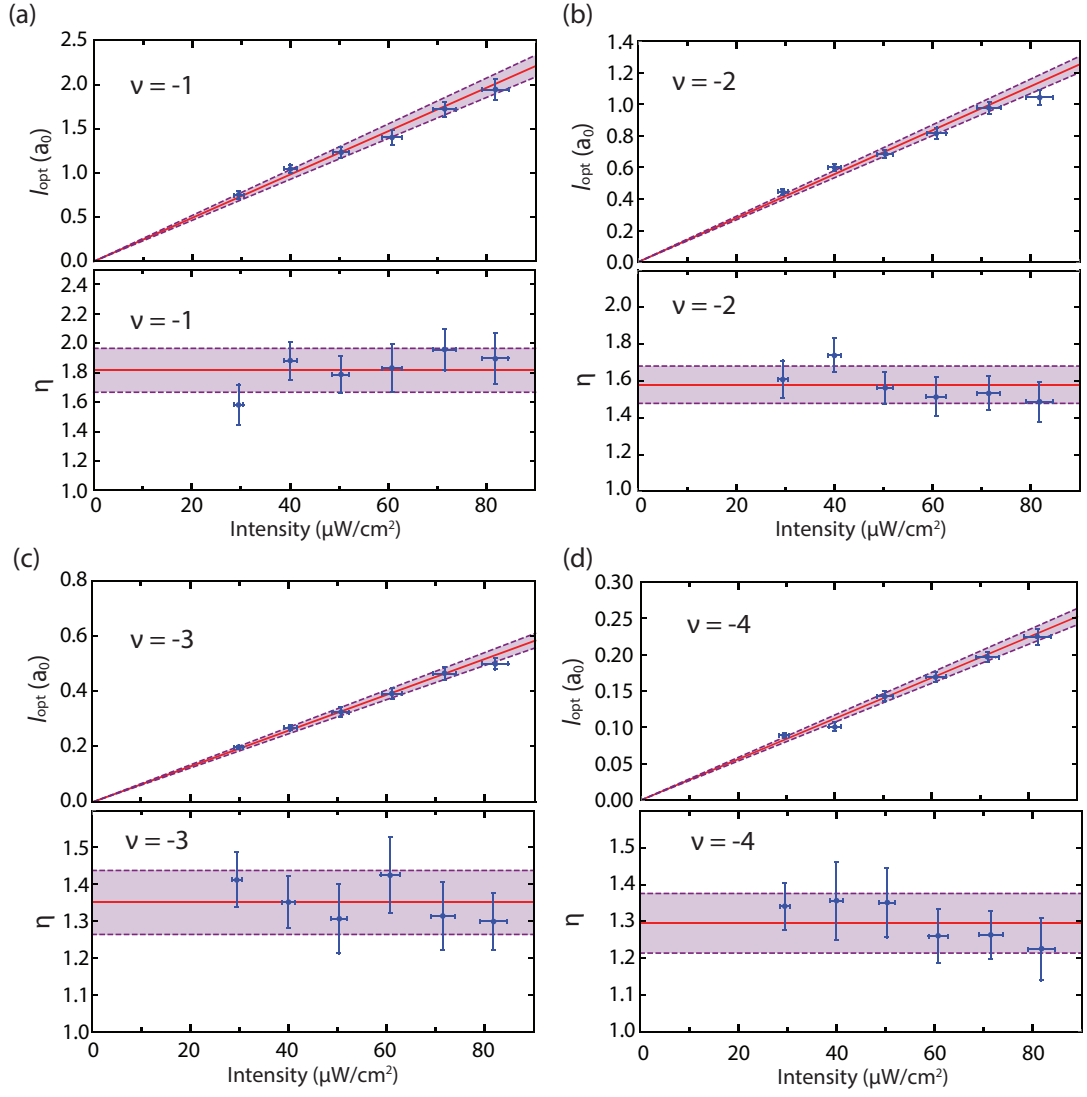 (a)
2.5
2.0
1.5
1.0
0.5
0.0
lopt (a0)
ν = -1
2.4
2.2
2.0
1.8
1.6
1.4
1.2
1.0
η
ν = -1
0 20 40 60 80
Intensity (μW/cm²)
(b)
1.4
1.2
1.0
0.8
0.6
0.4
0.2
0.0
lopt (a0)
ν = -2
2.0
1.8
1.6
1.4
1.2
1.0
η
ν = -2
0 20 40 60 80
Intensity (μW/cm²)
(c)
0.8
0.6
0.4
0.2
0.0
lopt (a0)
ν = -3
1.5
1.4
1.3
1.2
1.1
1.0
η
ν = -3
0 20 40 60 80
Intensity (μW/cm²)
(d)
0.30
0.25
0.20
0.15
0.10
0.05
0.00
lopt (a0)
ν = -4
1.5
1.4
1.3
1.2
1.1
1.0
η
ν = -4
0 20 40 60 80
Intensity (μW/cm²)